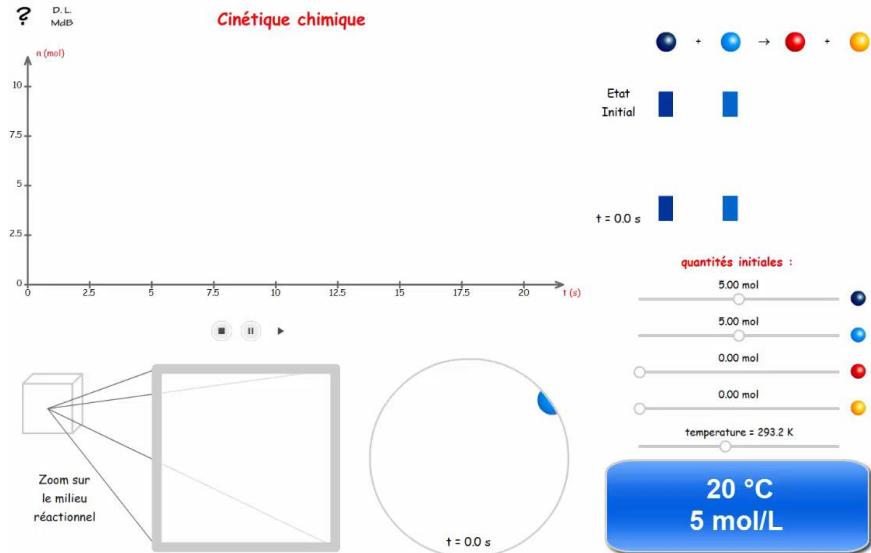 ?
D. L.
MdB
Cinétique chimique
+ → +
n (mol)
10
7.5
5
2.5
0
0 2.5 5 7.5 10 12.5 15 17.5 20
t (s)
Etat
Initial
t = 0.0 s
quantités initiales :
5.00 mol
5.00 mol
0.00 mol
0.00 mol
temperature = 293.2 K
20 °C
5 mol/L
Zoom sur
le milieu
réactionnel
t = 0.0 s